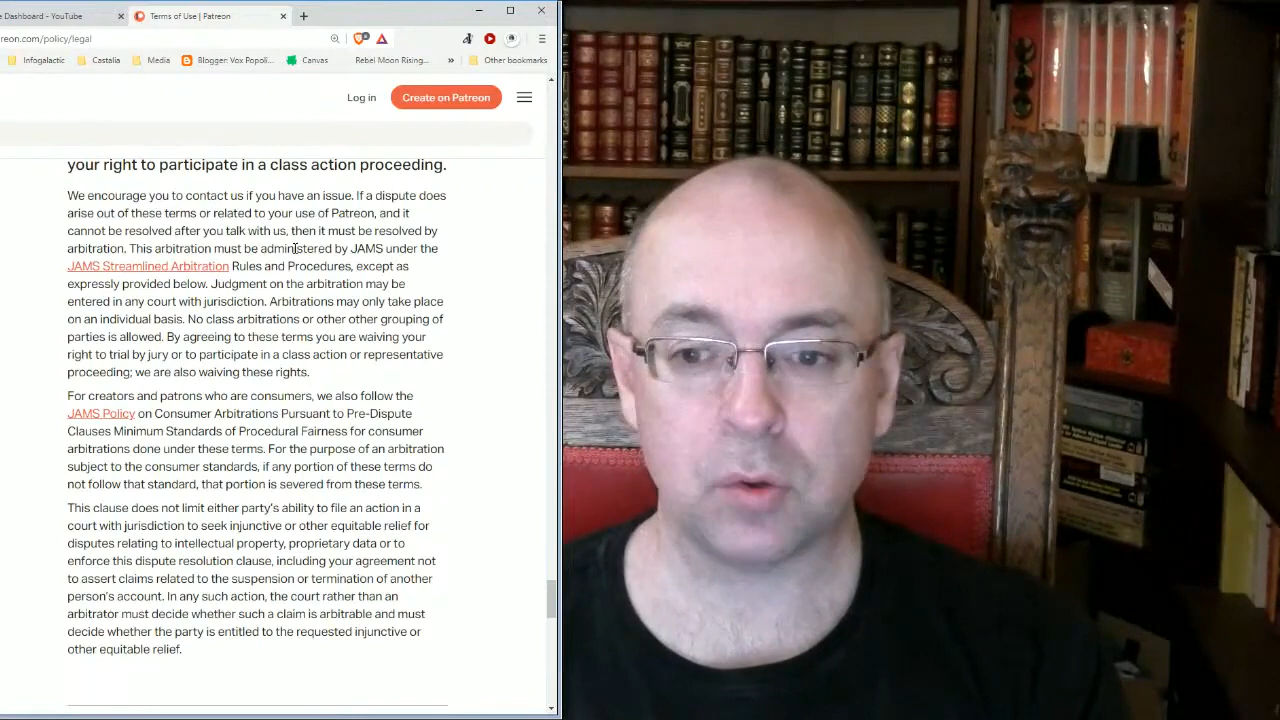 e Dashboard - YouTube
Terms of Use | Patreon
reon.com/policy/legal
Infogalactic Castalia Media Blogger: Vox Popoli... Canvas Rebel Moon Rising... » Other bookmarks
Log in Create on Patreon
your right to participate in a class action proceeding.
We encourage you to contact us if you have an issue. If a dispute does
arise out of these terms or related to your use of Patreon, and it
cannot be resolved after you talk with us, then it must be resolved by
arbitration. This arbitration must be administered by JAMS under the
JAMS Streamlined Arbitration Rules and Procedures, except as
expressly provided below. Judgment on the arbitration may be
entered in any court with jurisdiction. Arbitrations may only take place
on an individual basis. No class arbitrations or other other grouping of
parties is allowed. By agreeing to these terms you are waiving your
right to trial by jury or to participate in a class action or representative
proceeding; we are also waiving these rights.
For creators and patrons who are consumers, we also follow the
JAMS Policy on Consumer Arbitrations Pursuant to Pre-Dispute
Clauses Minimum Standards of Procedural Fairness for consumer
arbitrations done under these terms. For the purpose of an arbitration
subject to the consumer standards, if any portion of these terms do
not follow that standard, that portion is severed from these terms.
This clause does not limit either party's ability to file an action in a
court with jurisdiction to seek injunctive or other equitable relief for
disputes relating to intellectual property, proprietary data or to
enforce this dispute resolution clause, including your agreement not
to assert claims related to the suspension or termination of another
person's account. In any such action, the court rather than an
arbitrator must decide whether such a claim is arbitrable and must
decide whether the party is entitled to the requested injunctive or
other equitable relief.